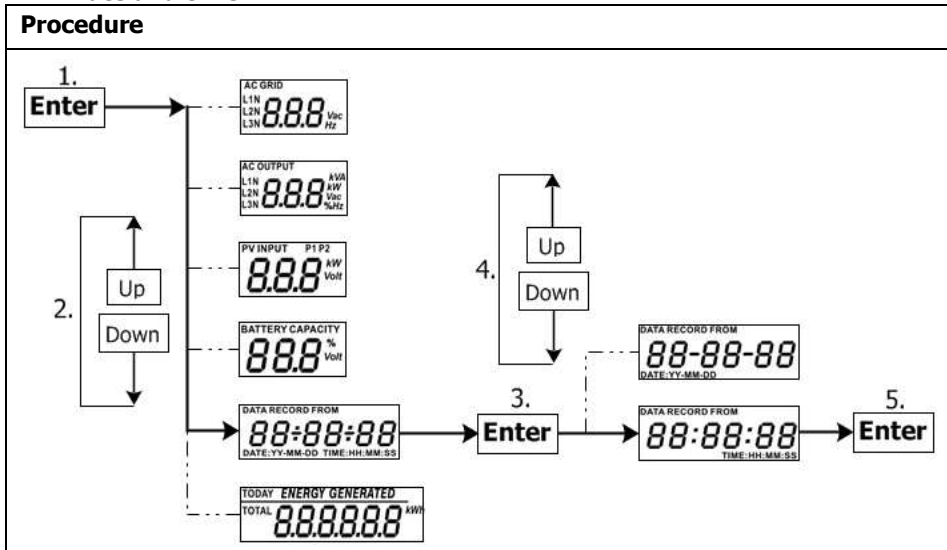 Procedure
1.
Enter
AC GRID
L1N
L2N
L3N
8.8.8
Vac
Hz
AC OUTPUT
L1N
L2N
L3N
8.8.8
kVA
kW
Vac
%Hz
2.
Up
Down
PV INPUT P1 P2
8.8.8
kW
Volt
BATTERY CAPACITY
88.8
%
Volt
DATA RECORD FROM
88÷88÷88
DATE:YY-MM-DD TIME:HH:MM:SS
TODAY ENERGY GENERATED
TOTAL
8.8.8.8.8.8
kWh
3.
Enter
4.
Up
Down
DATA RECORD FROM
88-88-88
DATE:YY-MM-DD
DATA RECORD FROM
88:88:88
TIME:HH:MM:SS
5.
Enter